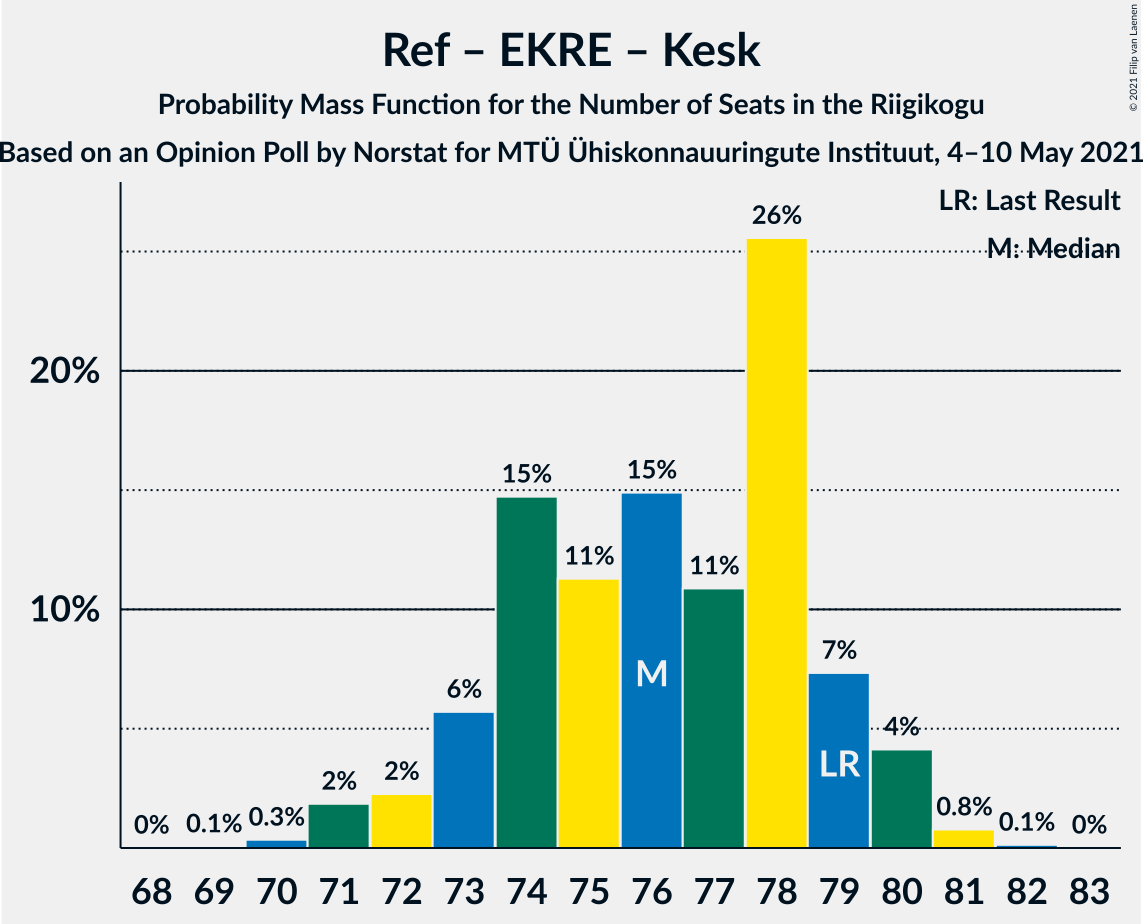 Ref – EKRE – Kesk
Probability Mass Function for the Number of Seats in the Riigikogu
Based on an Opinion Poll by Norstat for MTÜ Ühiskonnauuringute Instituut, 4–10 May 2021
© 2021 Filip van Laenen
LR: Last Result
M: Median
20%
10%
0% 0.1% 0.3% 2% 2% 6% 15% 11% 15% 11% 26% 7% 4% 0.8% 0.1% 0%
M
LR
68 69 70 71 72 73 74 75 76 77 78 79 80 81 82 83